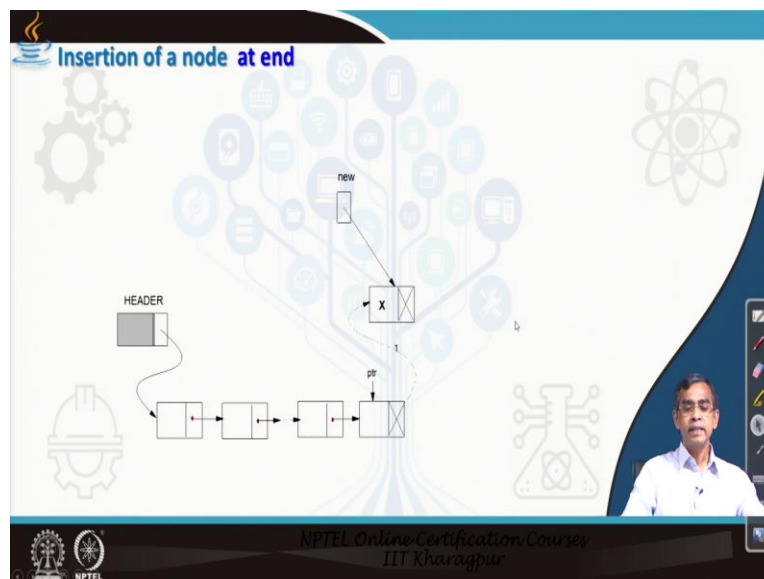 Insertion of a node at end
new
HEADER
X
1
ptr
NPTEL Online Certification Courses
IIT Kharagpur
NPTEL